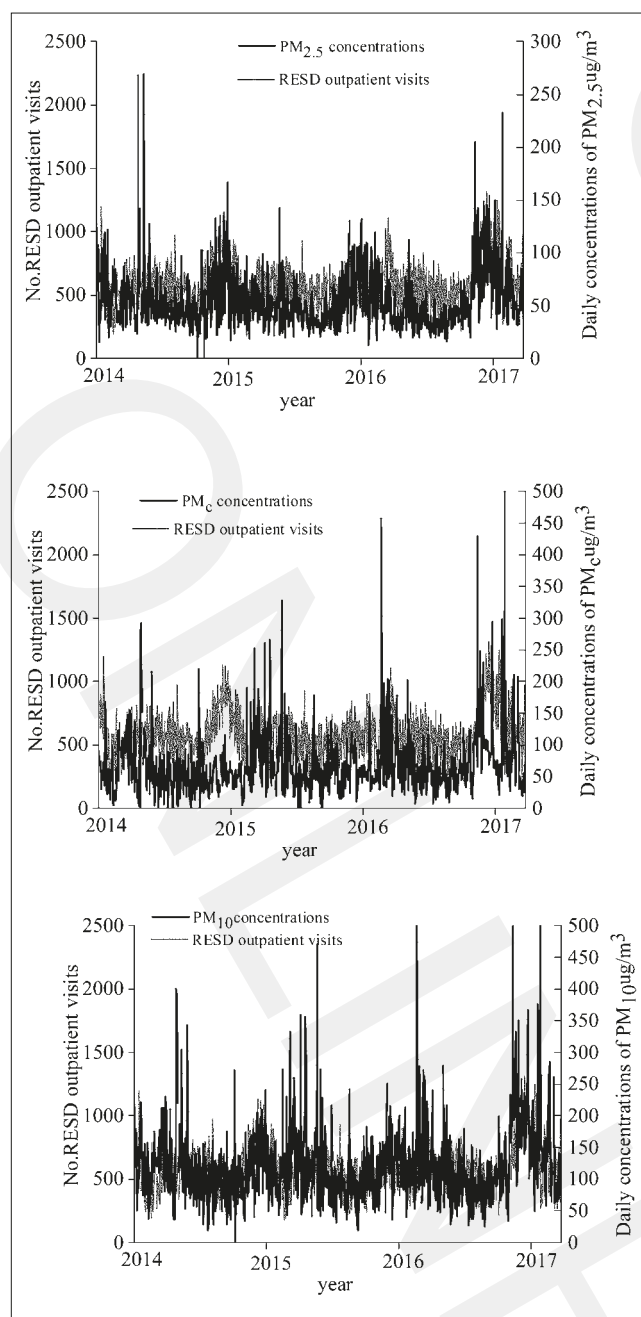 PM2.5 concentrations
RESD outpatient visits
No.RESD outpatient visits
2500
2000
1500
1000
500
0
300
250
200
150
100
50
0
Daily concentrations of PM2.5ug/m3
2014 2015 2016 2017
year
PMc concentrations
RESD outpatient visits
No.RESD outpatient visits
2500
2000
1500
1000
500
0
500
450
400
350
300
250
200
150
100
50
0
Daily concentrations of PMcug/m3
2014 2015 2016 2017
year
PM10concentrations
RESD outpatient visits
No.RESD outpatient visits
2500
2000
1500
1000
500
0
500
450
400
350
300
250
200
150
100
50
0
Daily concentrations of PM10ug/m3
2014 2015 2016 2017
year